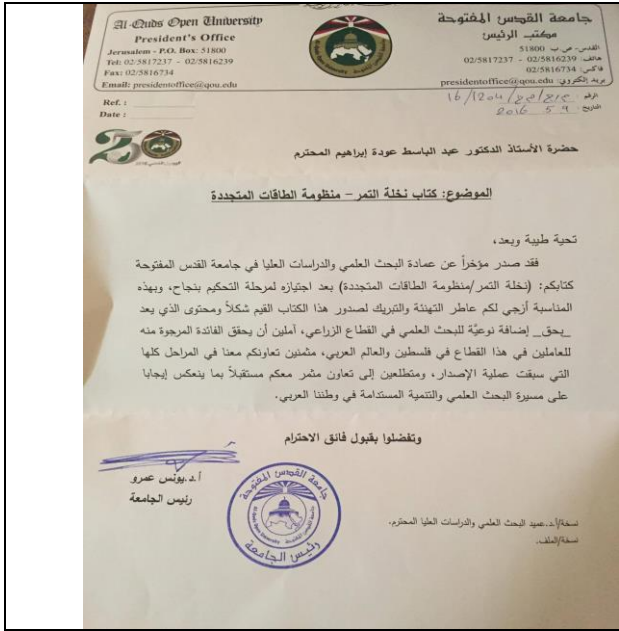 Al-Quds Open University
President's Office
Jerusalem - P.O. Box: 51800
Tel: 02/5817237 - 02/5816239
Fax: 02/5816734
Email: presidentoffice@qou.edu
Ref. :
Date :
جامعة القدس المفتوحة
مكتب الرئيس
القدس-ص.ب 51800
هاتف: 02/5816239 - 02/5817237
فاكس: 02/5816734
بريد إلكتروني: presidentoffice@qou.edu
الرقم
16/1204
التاريخ
2016 5 9
حضرة الأستاذ الدكتور عبد الباسط عودة إبراهيم المحترم
الموضوع: كتاب نخلة التمر – منظومة الطاقات المتجددة
تحية طيبة وبعد،
فقد صدر مؤخراً عن عمادة البحث العلمي والدراسات العليا في جامعة القدس المفتوحة
كتابكم: (نخلة التمر/منظومة الطاقات المتجددة) بعد اجتيازه لمرحلة التحكيم بنجاح، وبهذه
المناسبة أزجي لكم عاطر التهنئة والتبريك لصدور هذا الكتاب القيم شكلاً ومحتوى الذي يعد
_بحق_ إضافة نوعيَّة للبحث العلمي في القطاع الزراعي، آملين أن يحقق الفائدة المرجوة منه
للعاملين في هذا القطاع في فلسطين والعالم العربي، مثمنين تعاونكم معنا في المراحل كلها
التي سبقت عملية الإصدار، ومتطلعين إلى تعاون مثمر معكم مستقبلاً بما ينعكس إيجابا
على مسيرة البحث العلمي والتنمية المستدامة في وطننا العربي.
وتفضلوا بقبول فائق الاحترام
أ.د.يونس عمرو
رئيس الجامعة
جامعة القدس المفتوحة
رئيس الجامعة
نسخة/أ.د.عميد البحث العلمي والدراسات العليا المحترم.
نسخة/الملف.